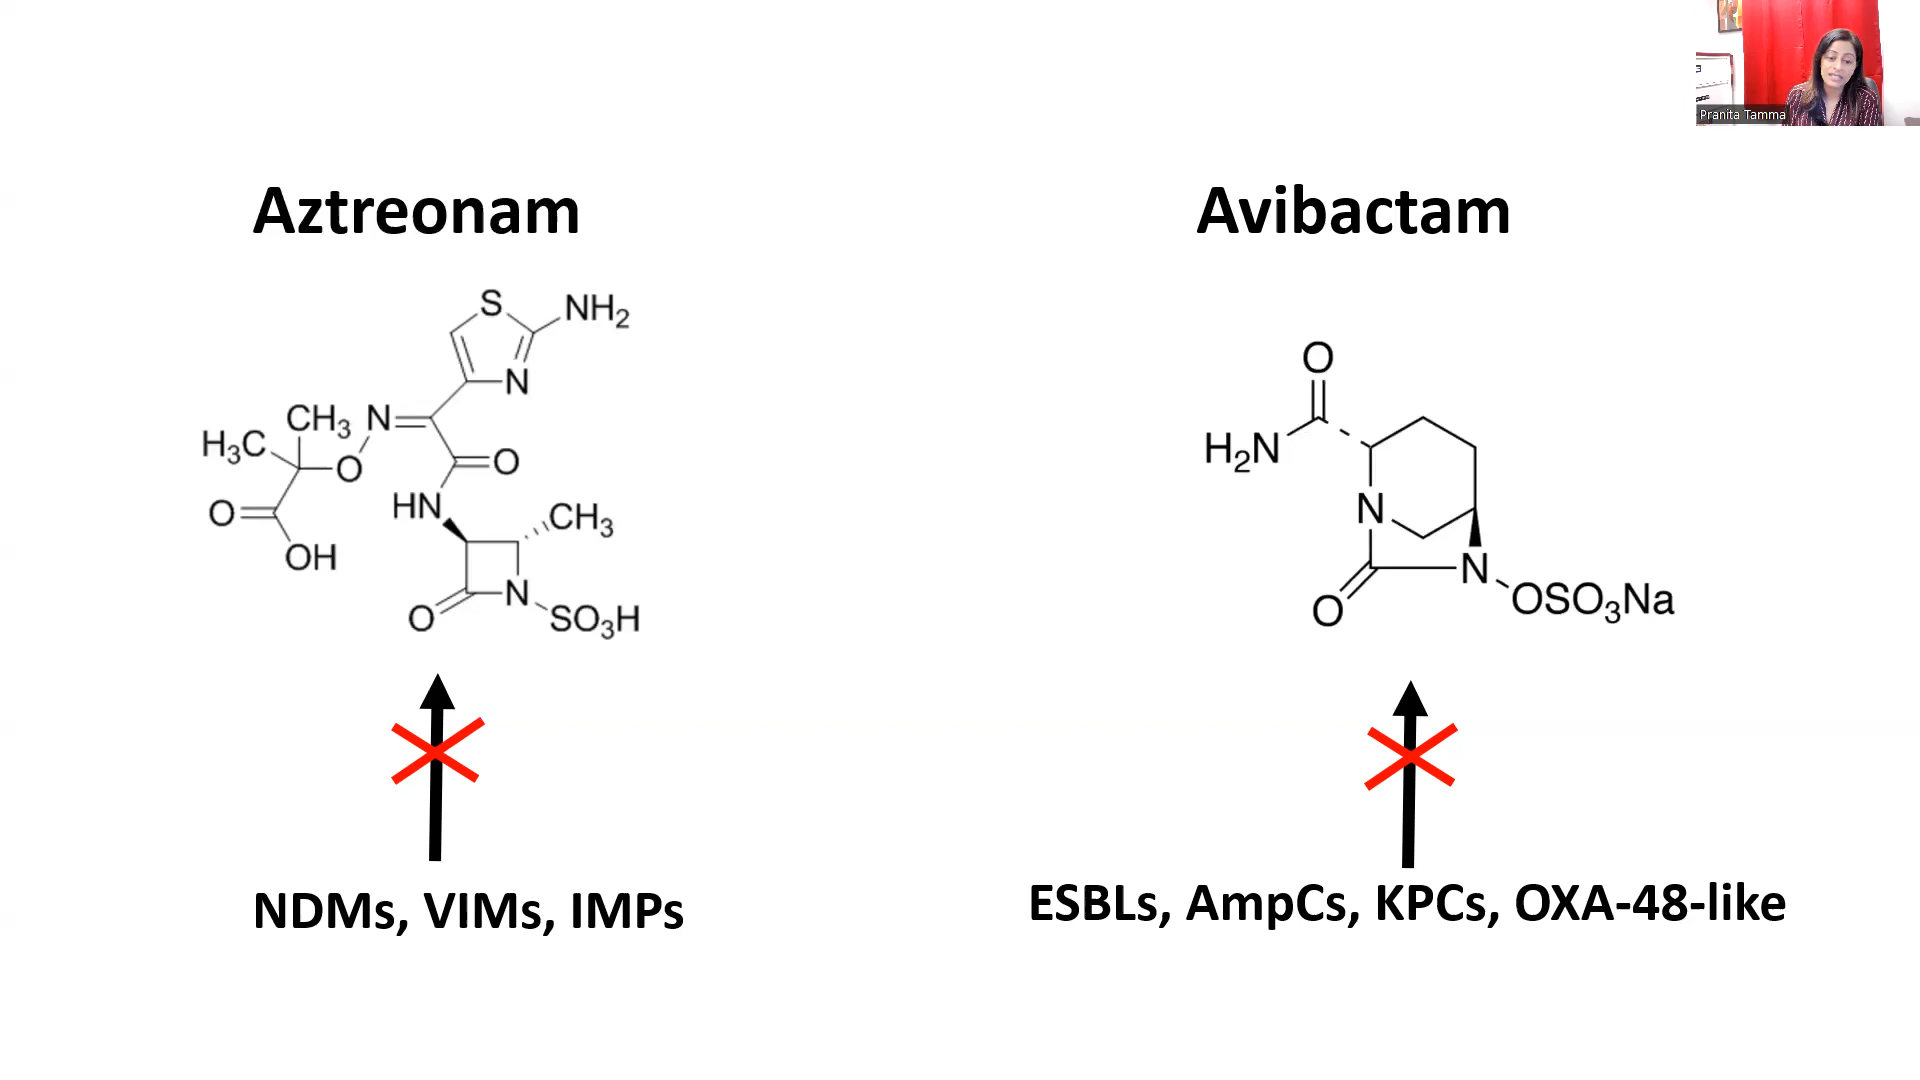 Pranita Tamma
Aztreonam
Avibactam
S
NH2
N
CH3
N
H3C
O
O
HN
O
CH3
OH
O
N
SO3H
O
H2N
N
N
O
OSO3Na
NDMs, VIMs, IMPs
ESBLs, AmpCs, KPCs, OXA-48-like